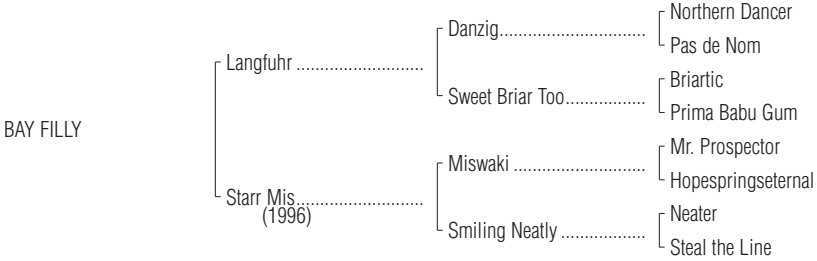 Northern Dancer
Danzig..............................
Pas de Nom
Langfuhr ..........................
Briartic
Sweet Briar Too.................
Prima Babu Gum
BAY FILLY
Mr. Prospector
Miswaki ...........................
Hopespringseternal
Starr Mis..........................
(1996)
Neater
Smiling Neatly ..................
Steal the Line